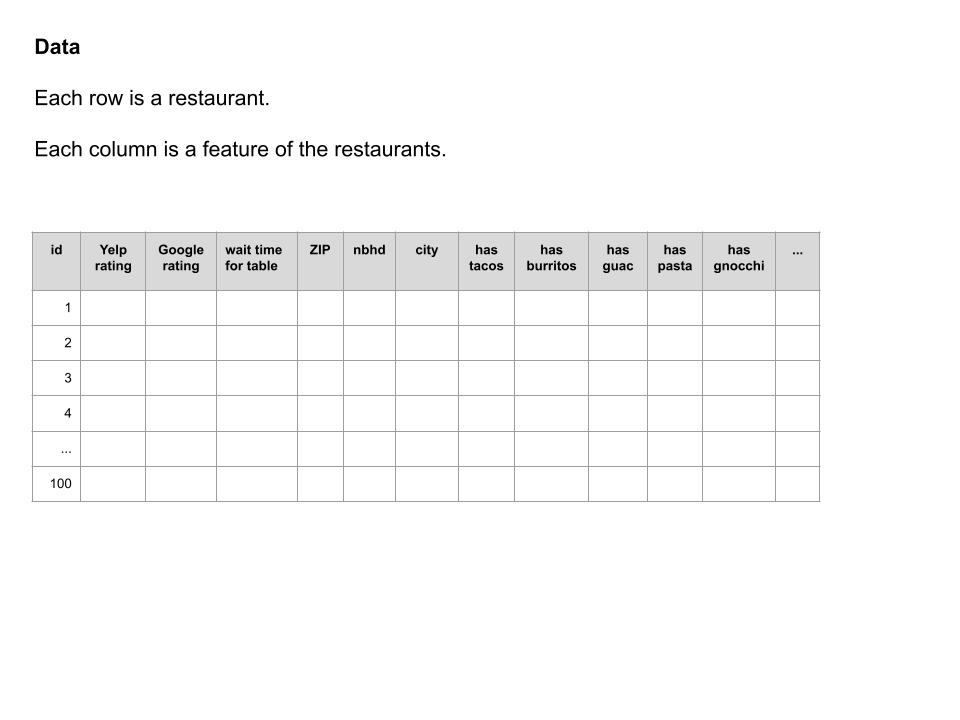 Data
Each row is a restaurant.
Each column is a feature of the restaurants.
id Yelp rating Google rating wait time for table ZIP nbhd city has tacos has burritos has guac has pasta has gnocchi ...
1
2
3
4
...
100